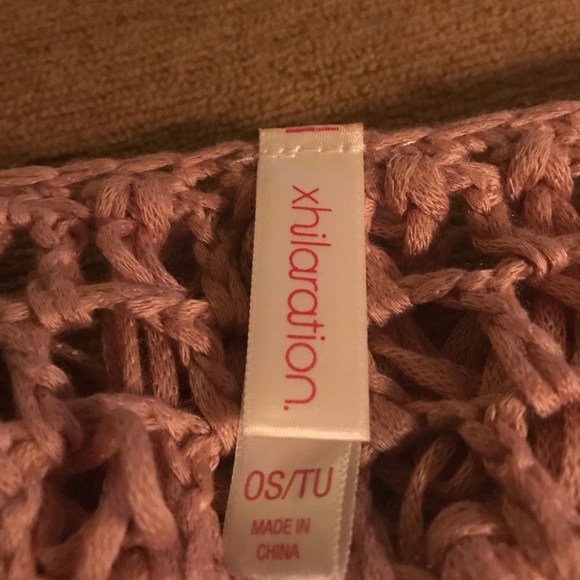 xhilaration.
OS/TU
MADE IN
CHINA